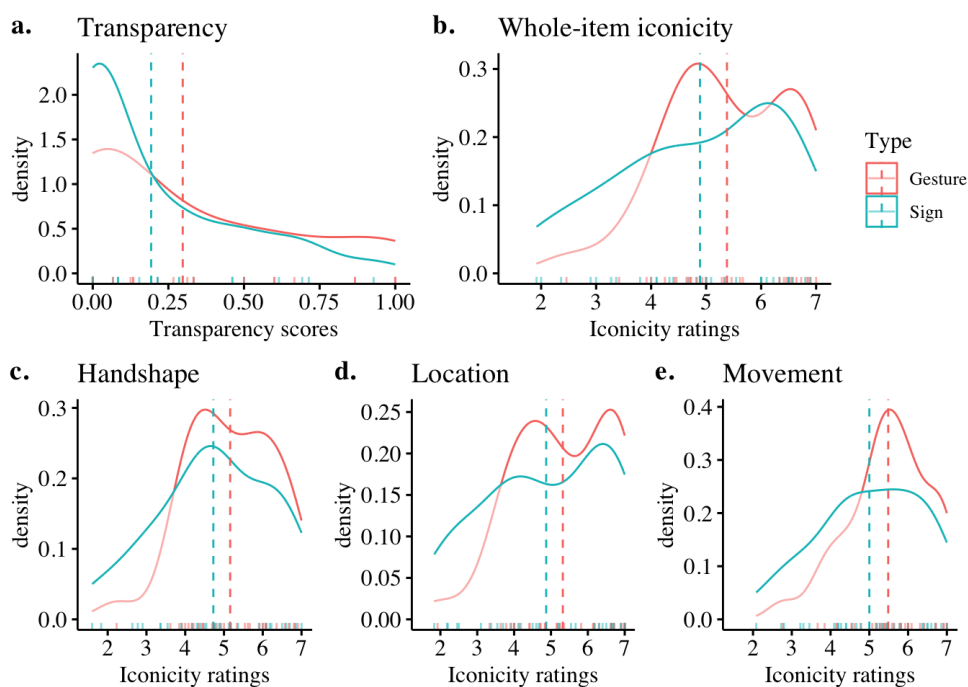 a. Transparency
density
2.0
1.5
1.0
0.5
0.0
0.00 0.25 0.50 0.75 1.00
Transparency scores
b. Whole-item iconicity
density
0.3
0.2
0.1
0.0
2 3 4 5 6 7
Iconicity ratings
Type
Gesture
Sign
c. Handshape
density
0.3
0.2
0.1
0.0
2 3 4 5 6 7
Iconicity ratings
d. Location
density
0.25
0.20
0.15
0.10
0.05
0.00
2 3 4 5 6 7
Iconicity ratings
e. Movement
density
0.4
0.3
0.2
0.1
0.0
2 3 4 5 6 7
Iconicity ratings